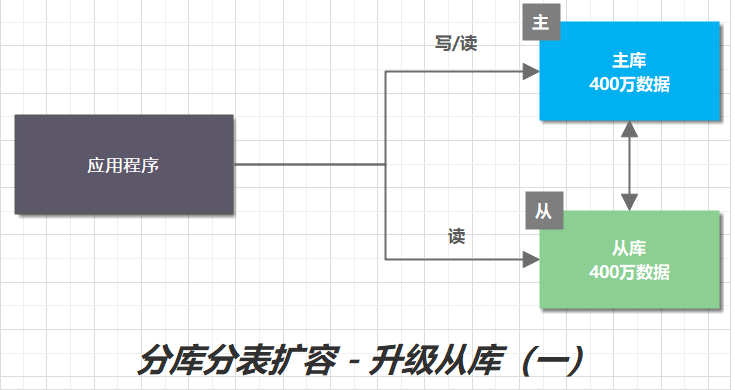 主
写/读
主库
400万数据
应用程序
从
读
从库
400万数据
分库分表扩容 - 升级从库（一）